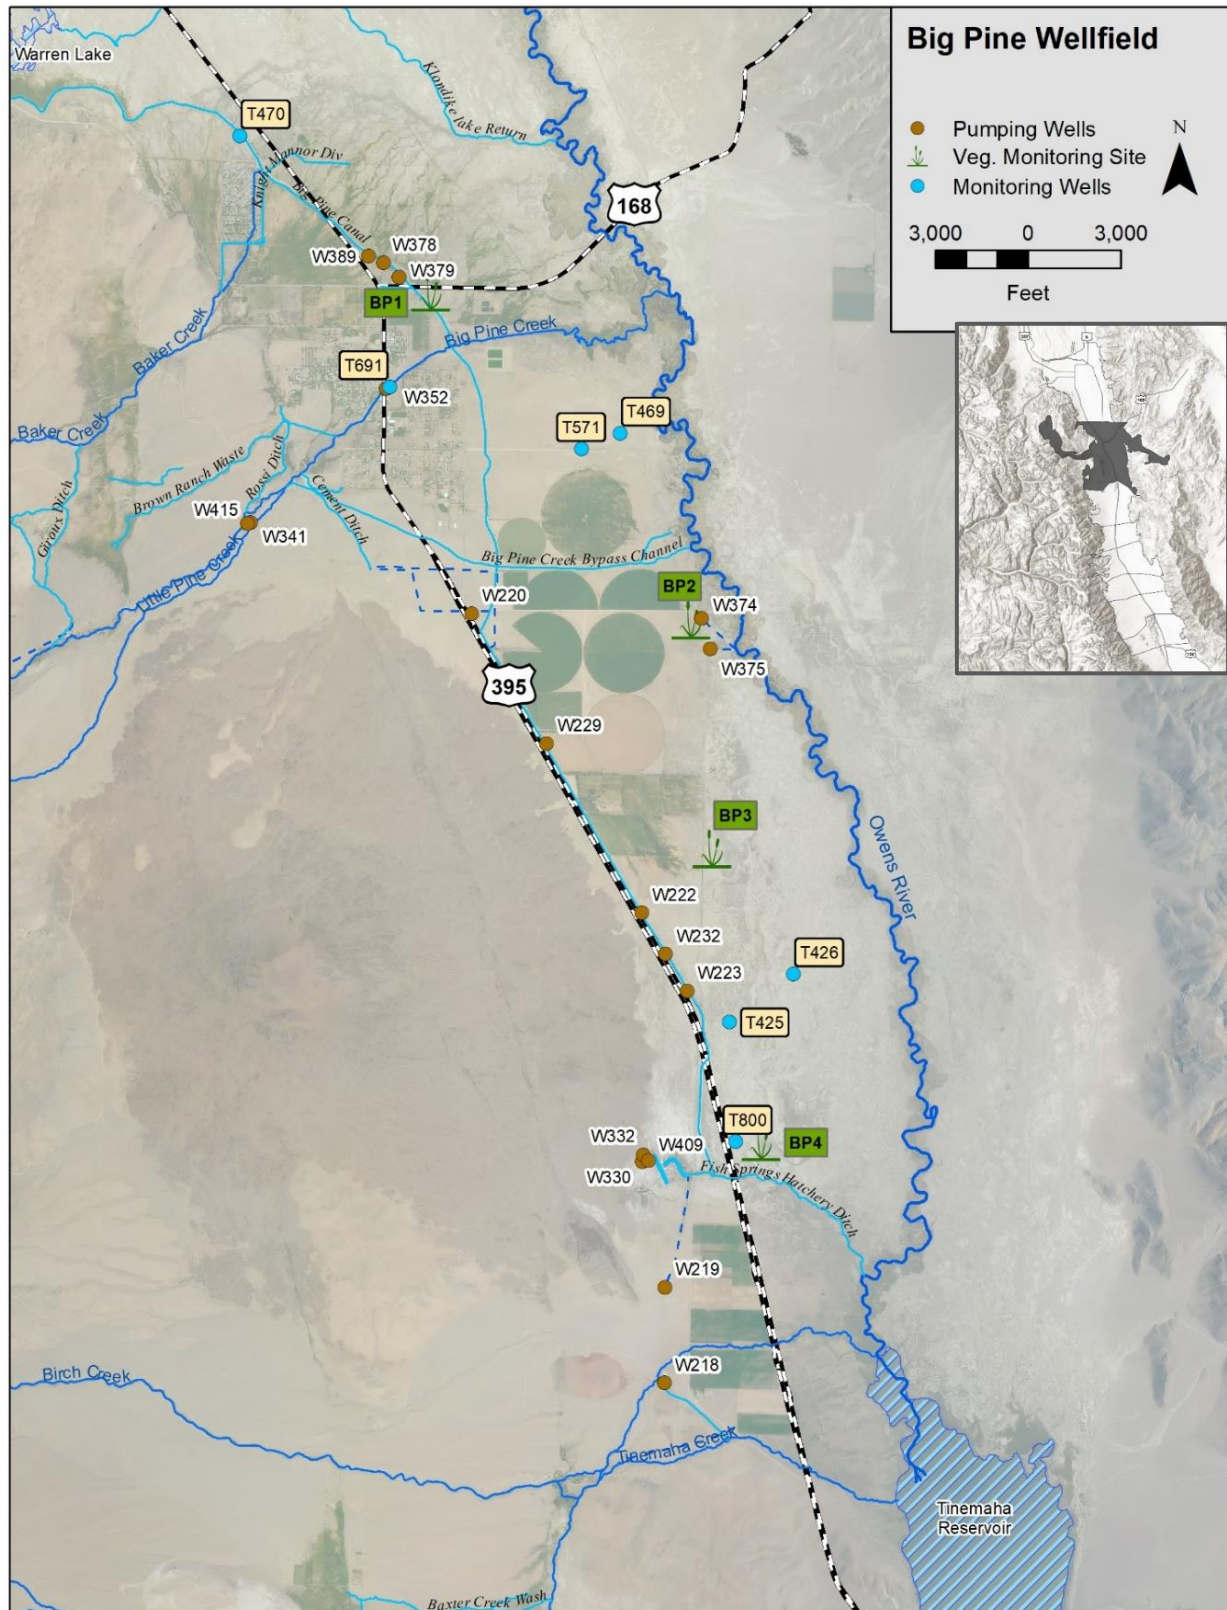 Big Pine Wellfield
Pumping Wells
Veg. Monitoring Site
Monitoring Wells
N
3,000
0
3,000
Feet
Warren Lake
T470
Klondike lake Return
Knight Mannor Div
Big Pine Canal
168
W389
W378
W379
BP1
Baker Creek
Big Pine Creek
T691
W352
T469
T571
Baker Creek
Brown Ranch Waste
Rossi Ditch
Cement Ditch
Giroux Ditch
W415
W341
Little Pine Creek
Big Pine Creek Bypass Channel
W220
BP2
W374
W375
395
W229
BP3
Owens River
W222
W232
W223
T426
T425
T800
BP4
W332
W409
W330
Fish Springs Hatchery Ditch
W219
W218
Birch Creek
Tinemaha Creek
Tinemaha
Reservoir
Baxter Creek Wash